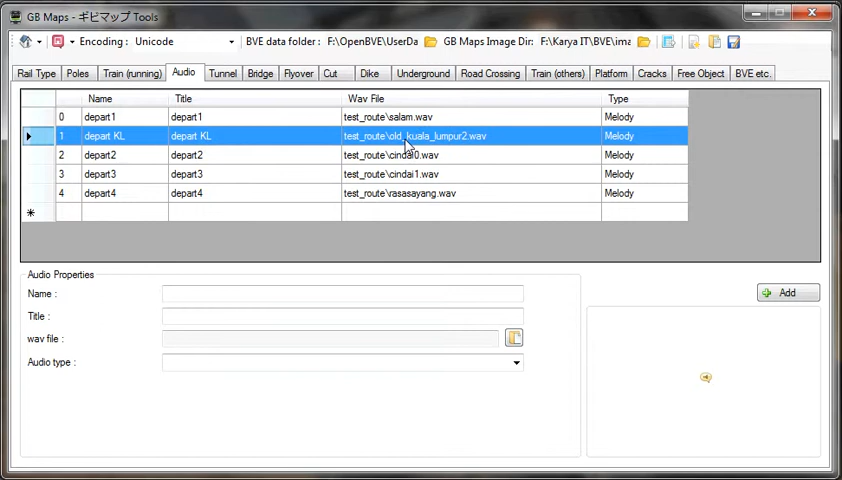 GB Maps - ギビマップ Tools
Encoding : Unicode BVE data folder : F:\OpenBVE\UserDa GB Maps Image Dir: F:\Karya IT\BVE\ima
Rail Type Poles Train (running) Audio Tunnel Bridge Flyover Cut Dike Underground Road Crossing Train (others) Platform Cracks Free Object BVE etc.
Name Title Wav File Type
0 depart1 depart1 test_route\salam.wav Melody
1 depart KL depart KL test_route\old_kuala_lumpur2.wav Melody
2 depart2 depart2 test_route\cindai0.wav Melody
3 depart3 depart3 test_route\cindai1.wav Melody
4 depart4 depart4 test_route\rasasayang.wav Melody
Audio Properties
Name :
Title :
wav file :
Audio type :
Add